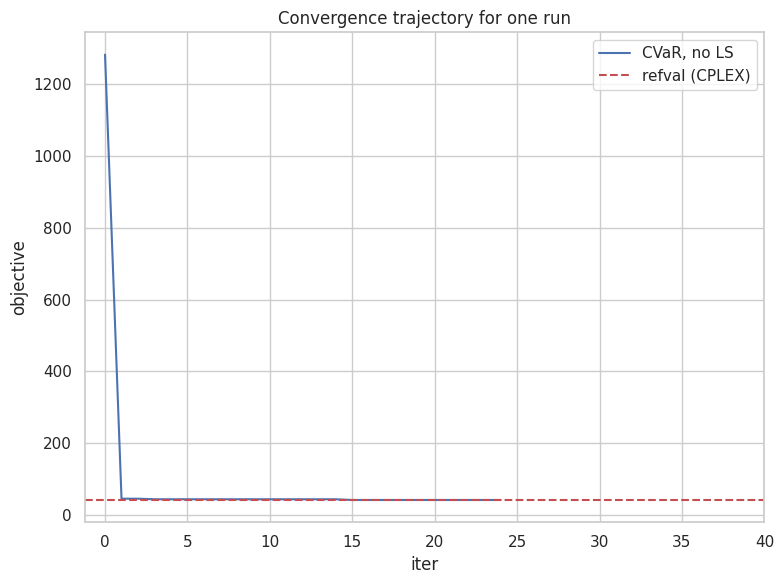 Convergence trajectory for one run
CVaR, no LS
refval (CPLEX)
objective
1200
1000
800
600
400
200
0
0 5 10 15 20 25 30 35 40
iter